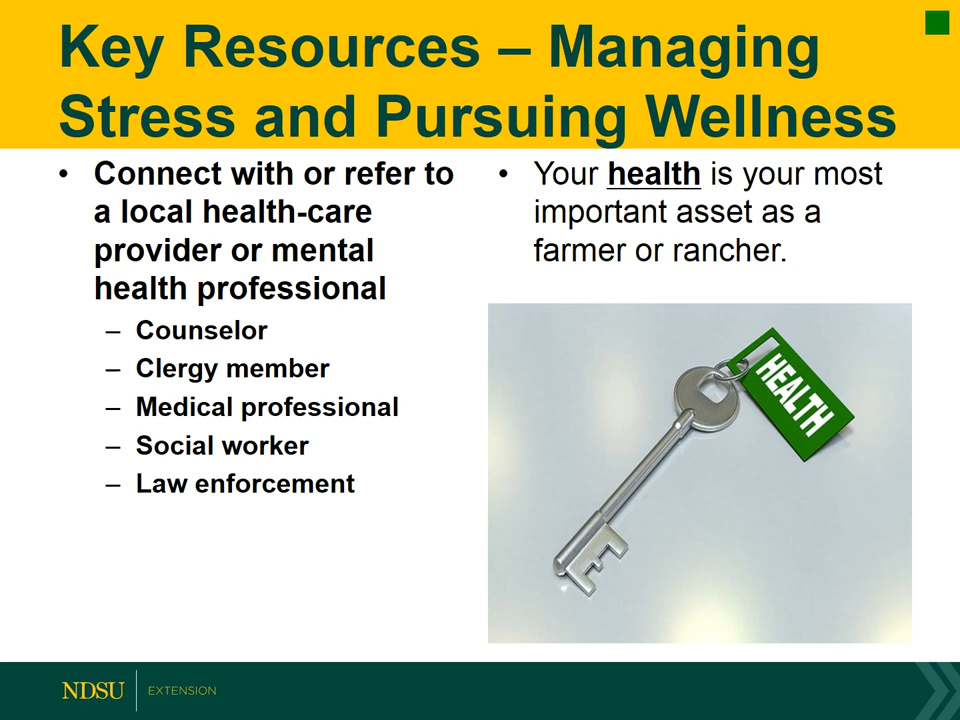 Key Resources – Managing
Stress and Pursuing Wellness
• Connect with or refer to
a local health-care
provider or mental
health professional
– Counselor
– Clergy member
– Medical professional
– Social worker
– Law enforcement
• Your health is your most
important asset as a
farmer or rancher.
HEALTH
NDSU EXTENSION